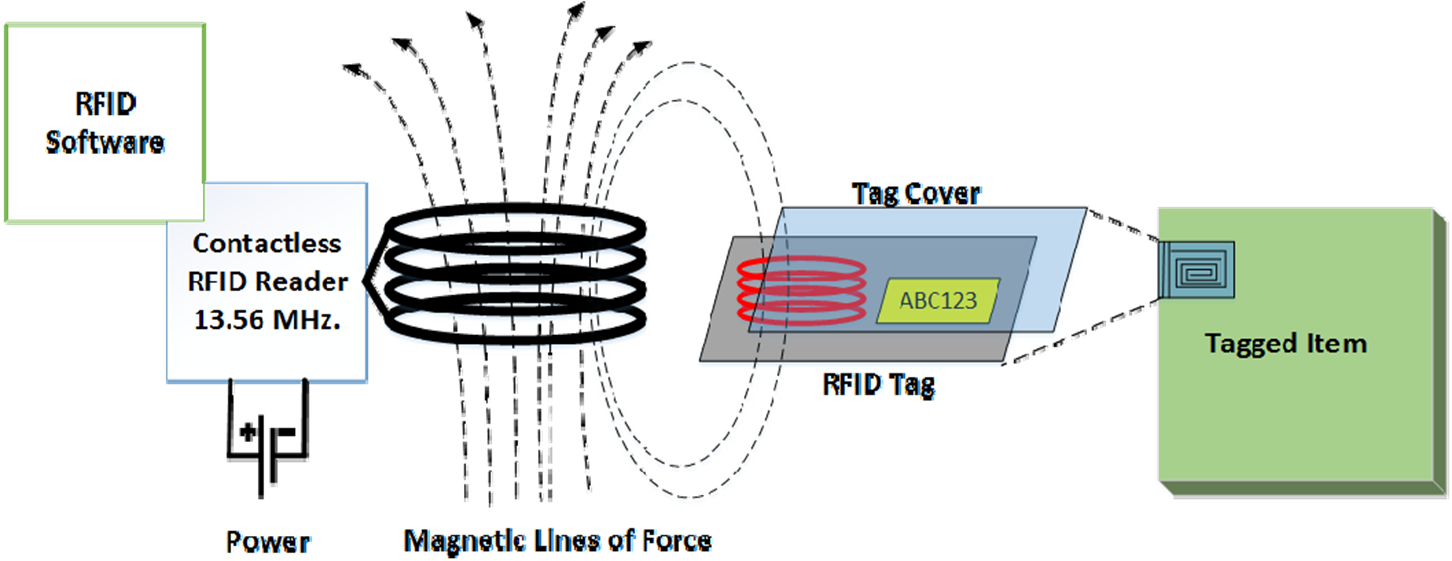 RFID
Software
Contactless
RFID Reader
13.56 MHz.
+ -
Power
Magnetic Lines of Force
Tag Cover
ABC123
RFID Tag
Tagged Item